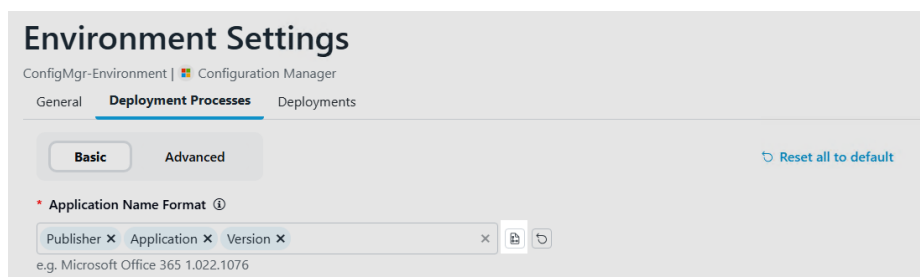 Environment Settings
ConfigMgr-Environment | Configuration Manager
General Deployment Processes Deployments
Basic Advanced Reset all to default
* Application Name Format
Publisher Application Version
e.g. Microsoft Office 365 1.022.1076